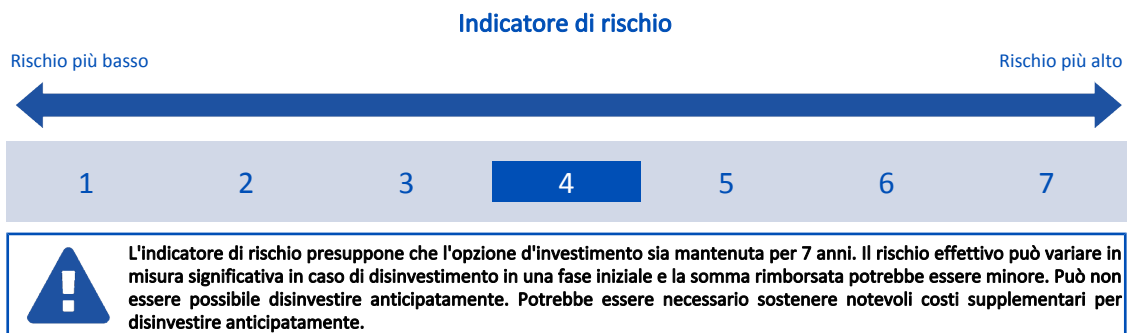 Indicatore di rischio
Rischio più basso
Rischio più alto
1 2 3 4 5 6 7
L'indicatore di rischio presuppone che l'opzione d'investimento sia mantenuta per 7 anni. Il rischio effettivo può variare in
misura significativa in caso di disinvestimento in una fase iniziale e la somma rimborsata potrebbe essere minore. Può non
essere possibile disinvestire anticipatamente. Potrebbe essere necessario sostenere notevoli costi supplementari per
disinvestire anticipatamente.